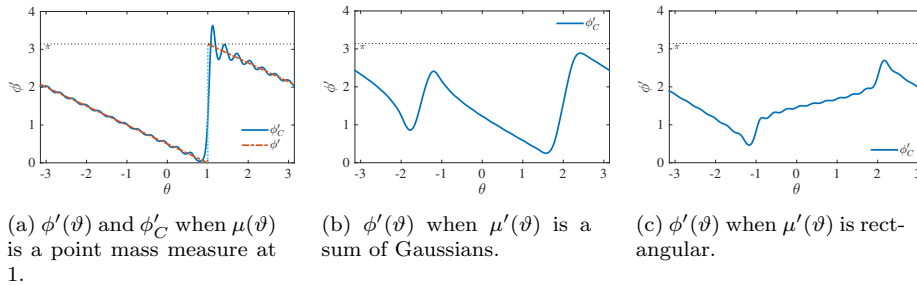 4
3
2
1
0
φ′
π
-3 -2 -1 0 1 2 3
θ
φ′_C
φ′
4
3
2
1
0
φ′
π
-3 -2 -1 0 1 2 3
θ
φ′_C
4
3
2
1
0
φ′
π
-3 -2 -1 0 1 2 3
θ
φ′_C
(a) φ′(ϑ) and φ′_C when μ(ϑ)
is a point mass measure at
1.
(b) φ′(ϑ) when μ′(ϑ) is a
sum of Gaussians.
(c) φ′(ϑ) when μ′(ϑ) is rect-
angular.